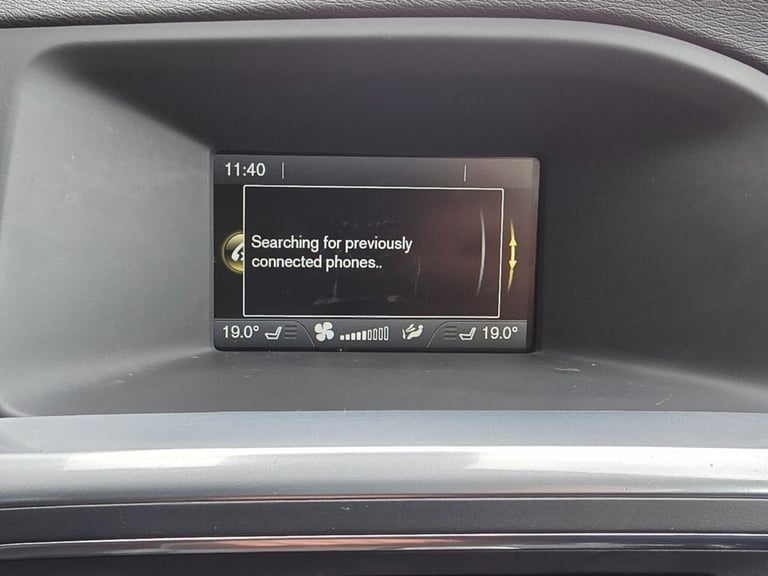 11:40
Searching for previously
connected phones..
19.0° 19.0°